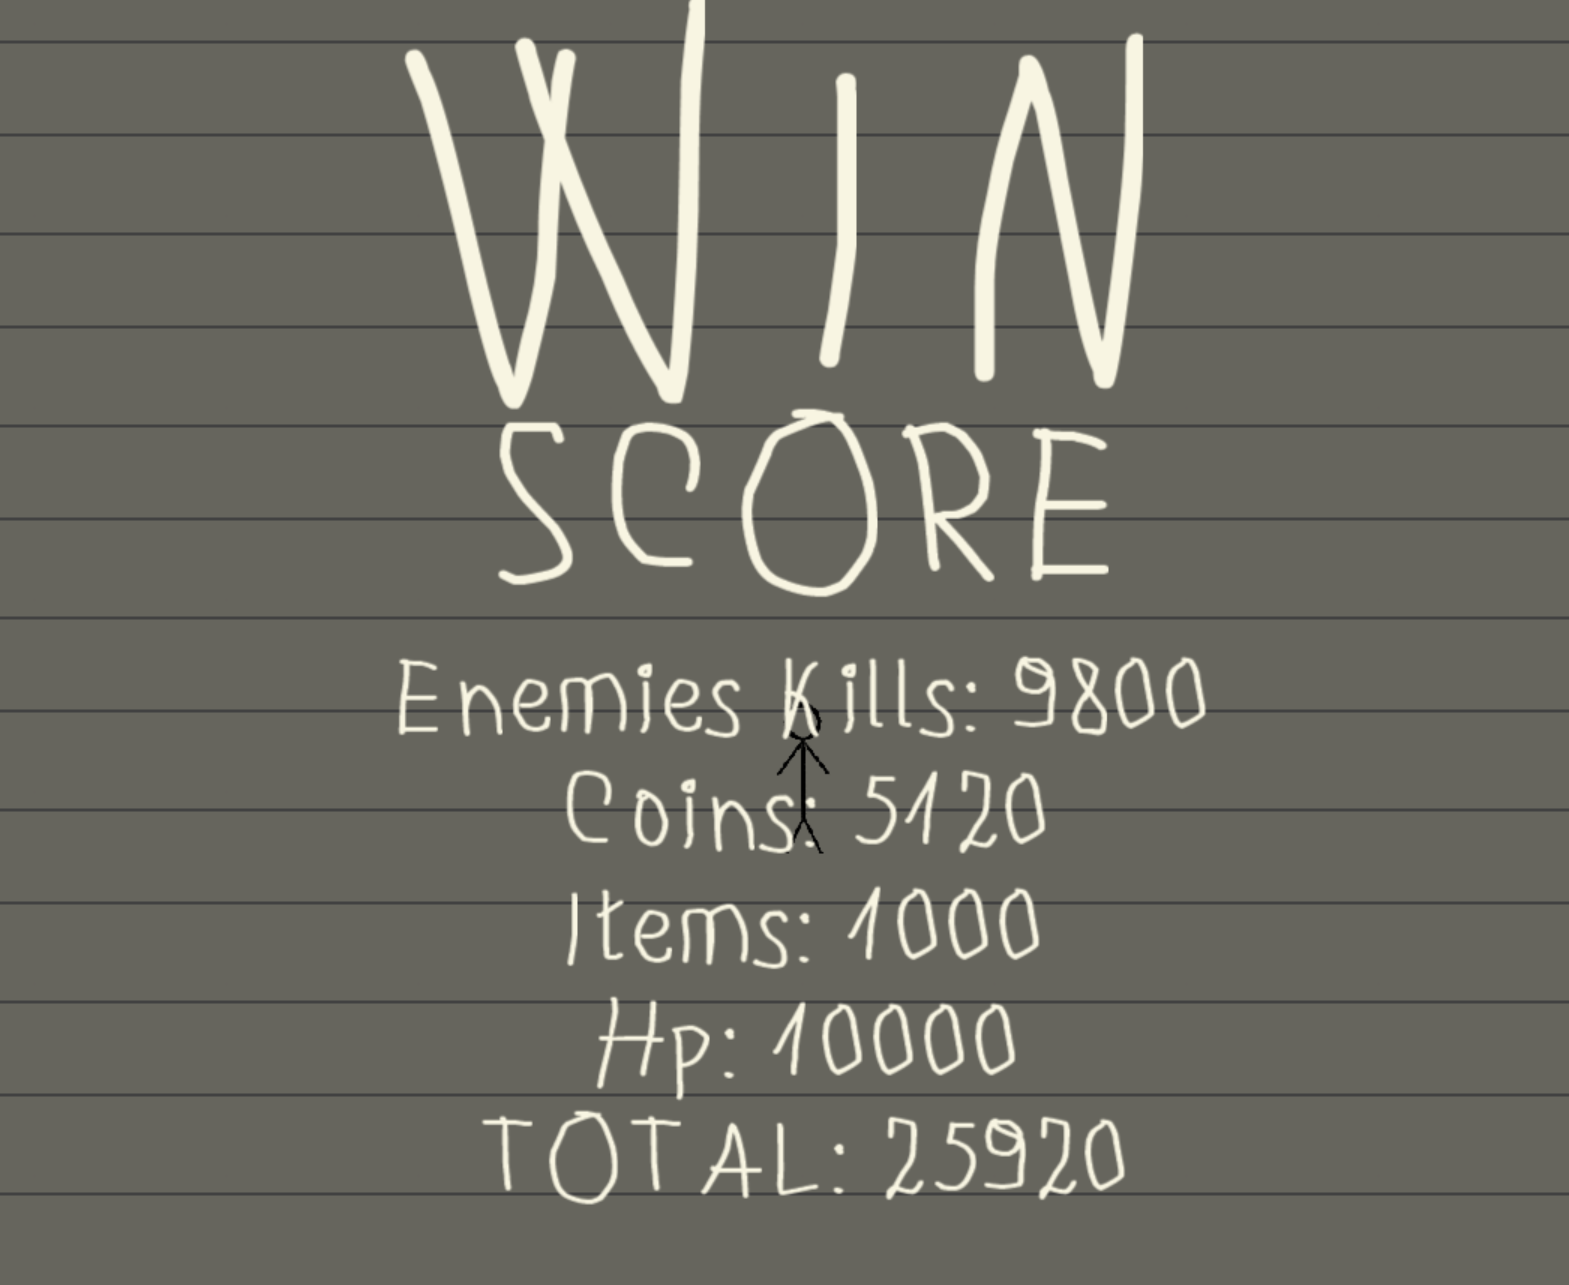 WIN
SCORE
Enemies Kills: 9800
Coins: 5120
Items: 1000
Hp: 10000
TOTAL: 25920